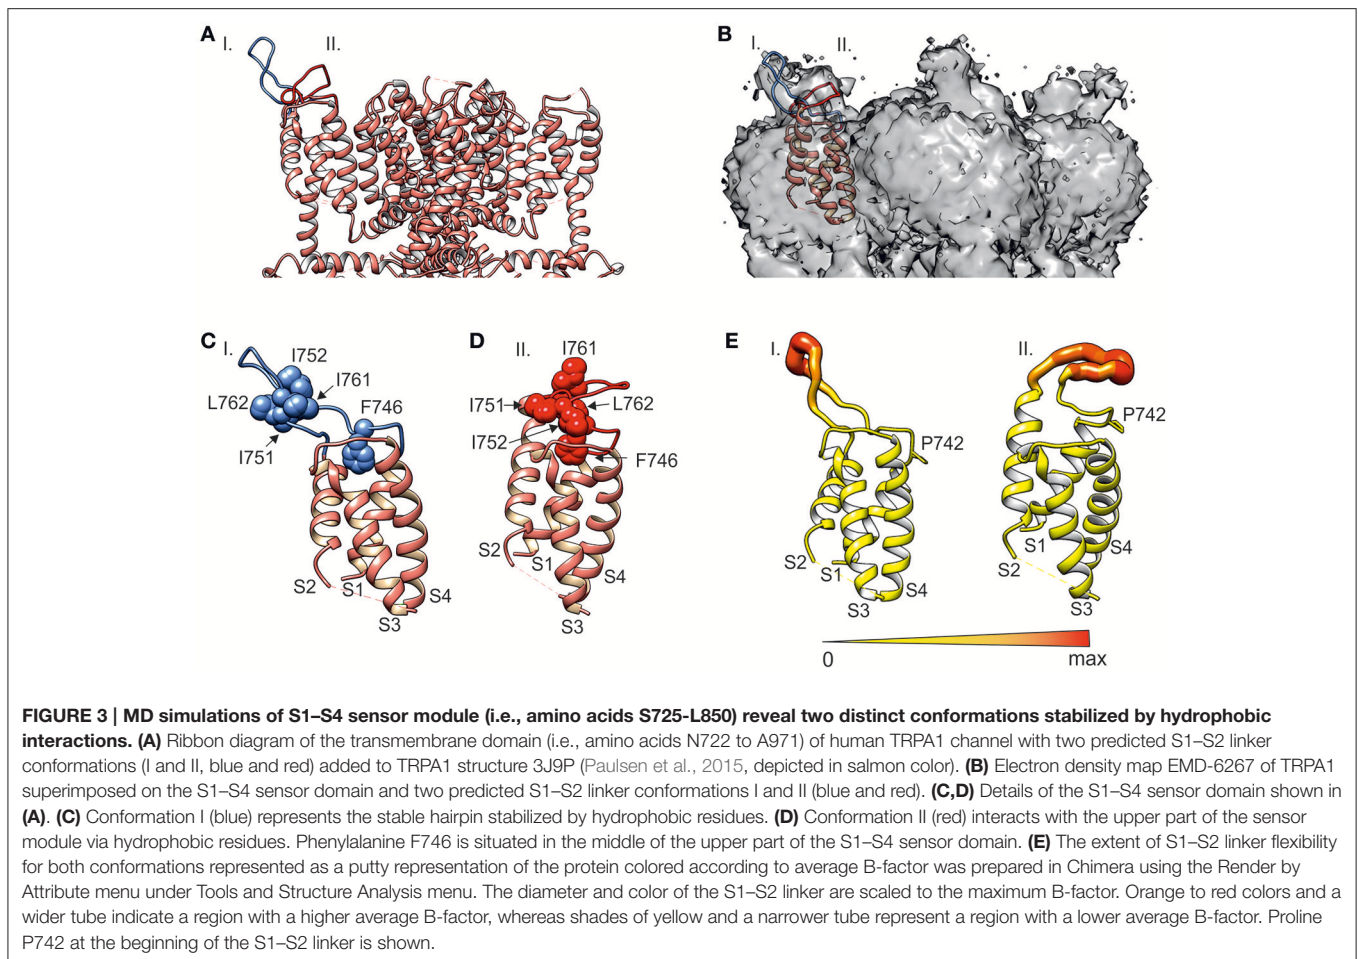 A
I.
II.
B
I.
II.
C
I.
I752
I761
L762
F746
I751
S2
S1
S4
S3
D
II.
I761
I751
L762
I752
F746
S2
S1
S4
S3
E
I.
II.
P742
P742
S2
S1
S4
S3
S1
S4
S2
S3
0
max
FIGURE 3 | MD simulations of S1–S4 sensor module (i.e., amino acids S725-L850) reveal two distinct conformations stabilized by hydrophobic
interactions. (A) Ribbon diagram of the transmembrane domain (i.e., amino acids N722 to A971) of human TRPA1 channel with two predicted S1–S2 linker
conformations (I and II, blue and red) added to TRPA1 structure 3J9P (Paulsen et al., 2015, depicted in salmon color). (B) Electron density map EMD-6267 of TRPA1
superimposed on the S1–S4 sensor domain and two predicted S1–S2 linker conformations I and II (blue and red). (C,D) Details of the S1–S4 sensor domain shown in
(A). (C) Conformation I (blue) represents the stable hairpin stabilized by hydrophobic residues. (D) Conformation II (red) interacts with the upper part of the sensor
module via hydrophobic residues. Phenylalanine F746 is situated in the middle of the upper part of the S1–S4 sensor domain. (E) The extent of S1–S2 linker flexibility
for both conformations represented as a putty representation of the protein colored according to average B-factor was prepared in Chimera using the Render by
Attribute menu under Tools and Structure Analysis menu. The diameter and color of the S1–S2 linker are scaled to the maximum B-factor. Orange to red colors and a
wider tube indicate a region with a higher average B-factor, whereas shades of yellow and a narrower tube represent a region with a lower average B-factor. Proline
P742 at the beginning of the S1–S2 linker is shown.